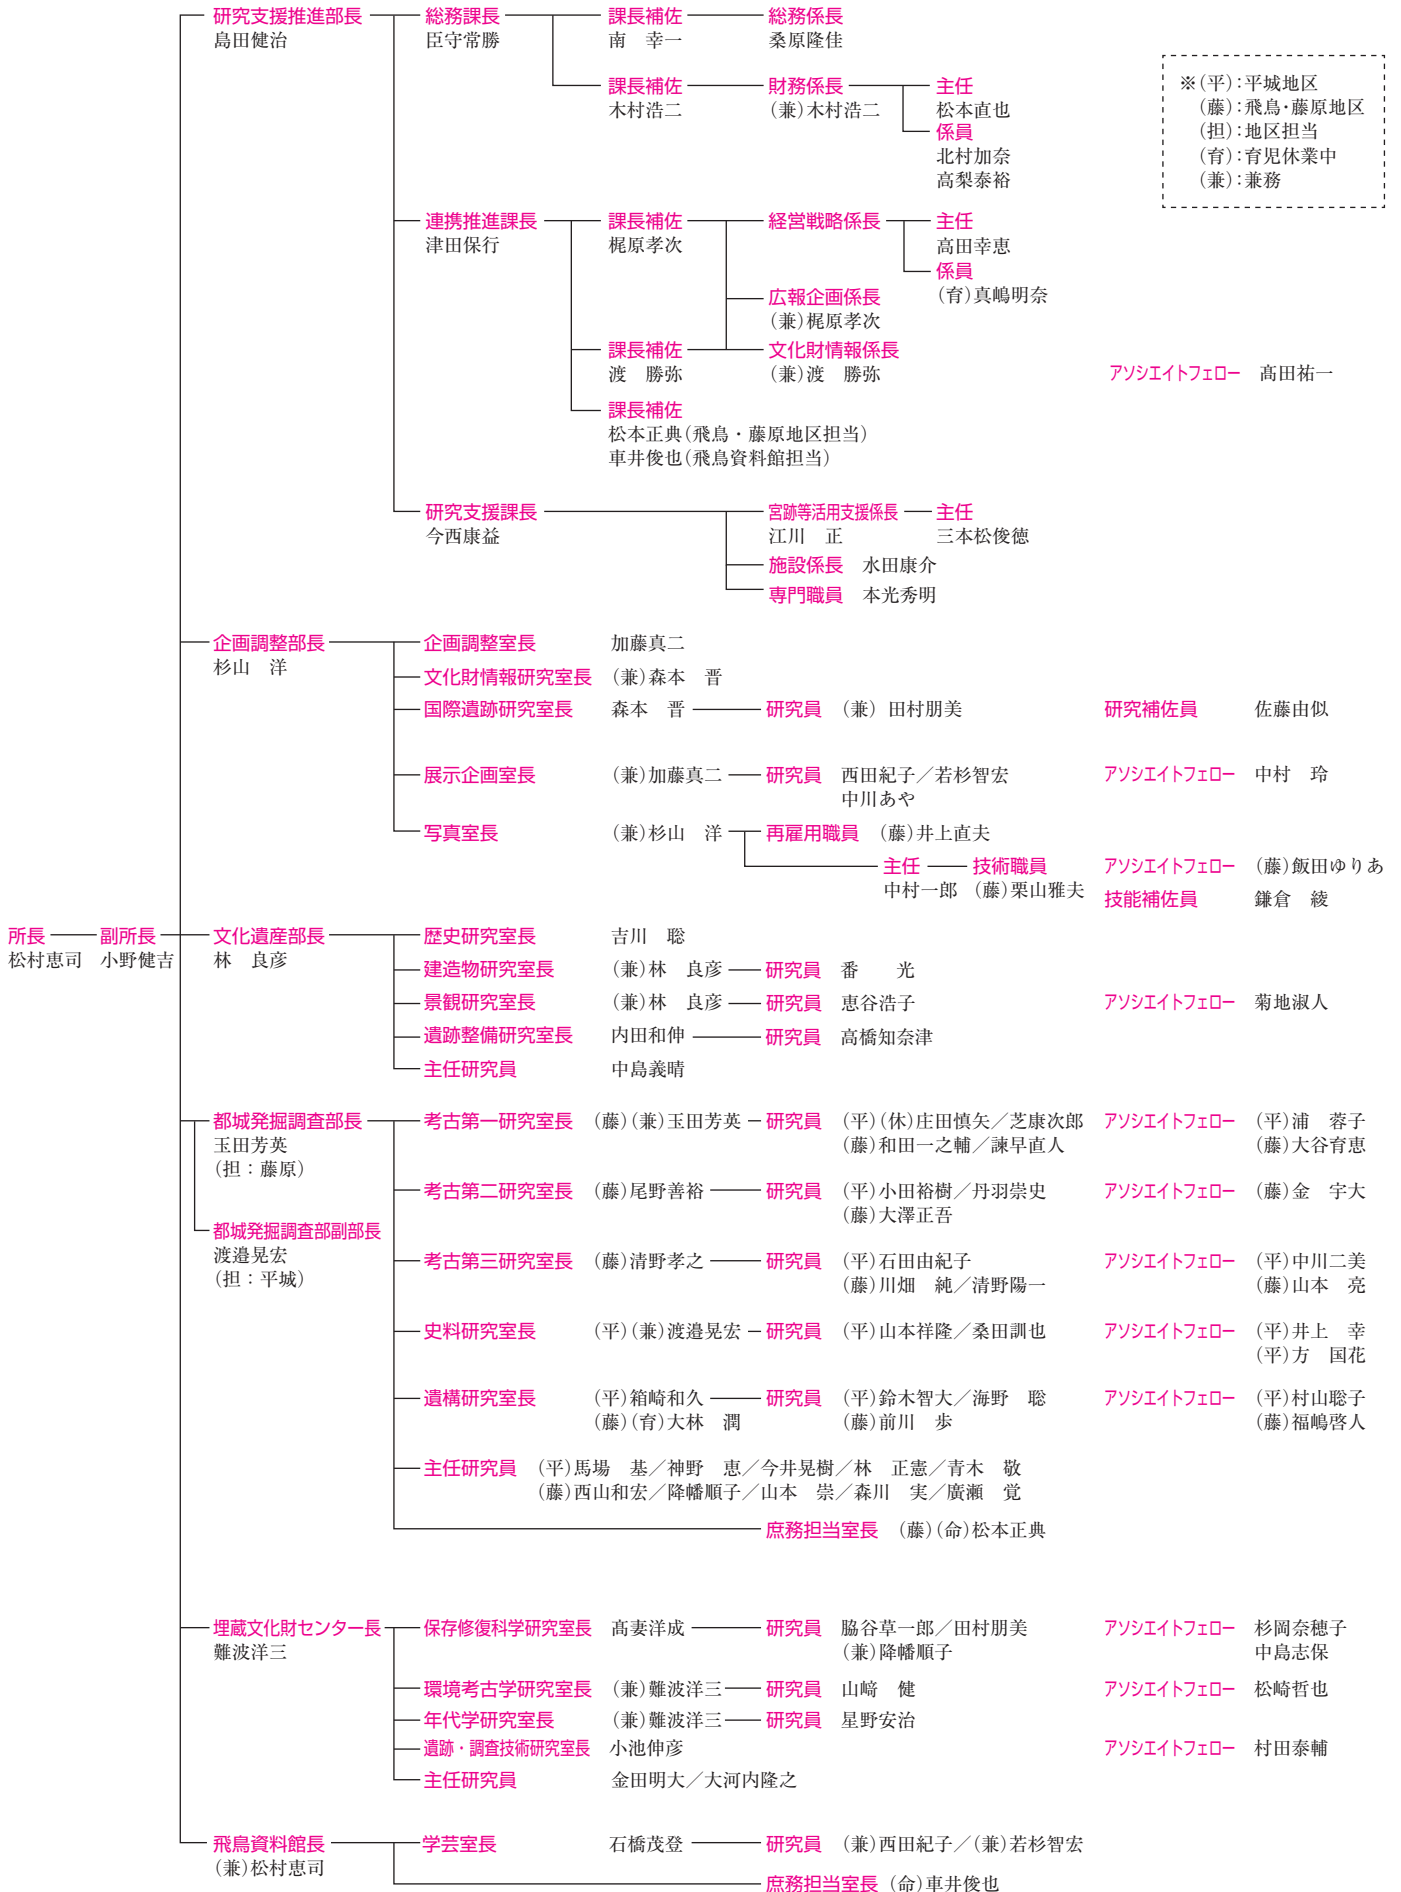 研究支援推進部長 総務課長 課長補佐 総務係長
島田健治 臣守常勝 南　幸一 桑原隆佳
課長補佐 財務係長 主任
木村浩二 (兼)木村浩二 松本直也
係員
北村加奈
高梨泰裕
※(平)：平城地区
(藤)：飛鳥・藤原地区
(担)：地区担当
(育)：育児休業中
(兼)：兼務
連携推進課長 課長補佐 経営戦略係長 主任
津田保行 梶原孝次 高田幸恵
係員
(育)真嶋明奈
広報企画係長
(兼)梶原孝次
課長補佐 文化財情報係長
渡　勝弥 (兼)渡　勝弥 アソシエイトフェロー 髙田祐一
課長補佐
松本正典(飛鳥・藤原地区担当)
車井俊也(飛鳥資料館担当)
研究支援課長 宮跡等活用支援係長 主任
今西康益 江川　正 三本松俊徳
施設係長 水田康介
専門職員 本光秀明
企画調整部長 企画調整室長 加藤真二
杉山　洋
文化財情報研究室長 (兼)森本　晋
国際遺跡研究室長 森本　晋 研究員 (兼) 田村朋美 研究補佐員 佐藤由似
展示企画室長 (兼)加藤真二 研究員 西田紀子／若杉智宏 アソシエイトフェロー 中村　玲
中川あや
写真室長 (兼)杉山　洋 再雇用職員 (藤)井上直夫
主任 技術職員 アソシエイトフェロー (藤)飯田ゆりあ
中村一郎 (藤)栗山雅夫
技能補佐員 鎌倉　綾
所長 副所長 文化遺産部長 歴史研究室長 吉川　聡
松村恵司 小野健吉 林　良彦
建造物研究室長 (兼)林　良彦 研究員 番　　光
景観研究室長 (兼)林　良彦 研究員 恵谷浩子 アソシエイトフェロー 菊地淑人
遺跡整備研究室長 内田和伸 研究員 高橋知奈津
主任研究員 中島義晴
都城発掘調査部長 考古第一研究室長 (藤)(兼)玉田芳英 研究員 (平)(休)庄田慎矢／芝康次郎 アソシエイトフェロー (平)浦　蓉子
玉田芳英 (藤)和田一之輔／諫早直人 (藤)大谷育恵
(担：藤原)
考古第二研究室長 (藤)尾野善裕 研究員 (平)小田裕樹／丹羽崇史 アソシエイトフェロー (藤)金　宇大
(藤)大澤正吾
都城発掘調査部副部長
渡邉晃宏
(担：平城)
考古第三研究室長 (藤)清野孝之 研究員 (平)石田由紀子 アソシエイトフェロー (平)中川二美
(藤)川畑　純／清野陽一 (藤)山本　亮
史料研究室長 (平)(兼)渡邉晃宏 研究員 (平)山本祥隆／桑田訓也 アソシエイトフェロー (平)井上　幸
(平)方　国花
遺構研究室長 (平)箱崎和久 研究員 (平)鈴木智大／海野　聡 アソシエイトフェロー (平)村山聡子
(藤)(育)大林　潤 (藤)前川　歩 (藤)福嶋啓人
主任研究員 (平)馬場　基／神野　恵／今井晃樹／林　正憲／青木　敬
(藤)西山和宏／降幡順子／山本　崇／森川　実／廣瀬　覚
庶務担当室長 (藤)(命)松本正典
埋蔵文化財センター長 保存修復科学研究室長 髙妻洋成 研究員 脇谷草一郎／田村朋美 アソシエイトフェロー 杉岡奈穂子
難波洋三 (兼)降幡順子 中島志保
環境考古学研究室長 (兼)難波洋三 研究員 山﨑　健 アソシエイトフェロー 松崎哲也
年代学研究室長 (兼)難波洋三 研究員 星野安治
遺跡・調査技術研究室長 小池伸彦 アソシエイトフェロー 村田泰輔
主任研究員 金田明大／大河内隆之
飛鳥資料館長 学芸室長 石橋茂登 研究員 (兼)西田紀子／(兼)若杉智宏
(兼)松村恵司
庶務担当室長 (命)車井俊也